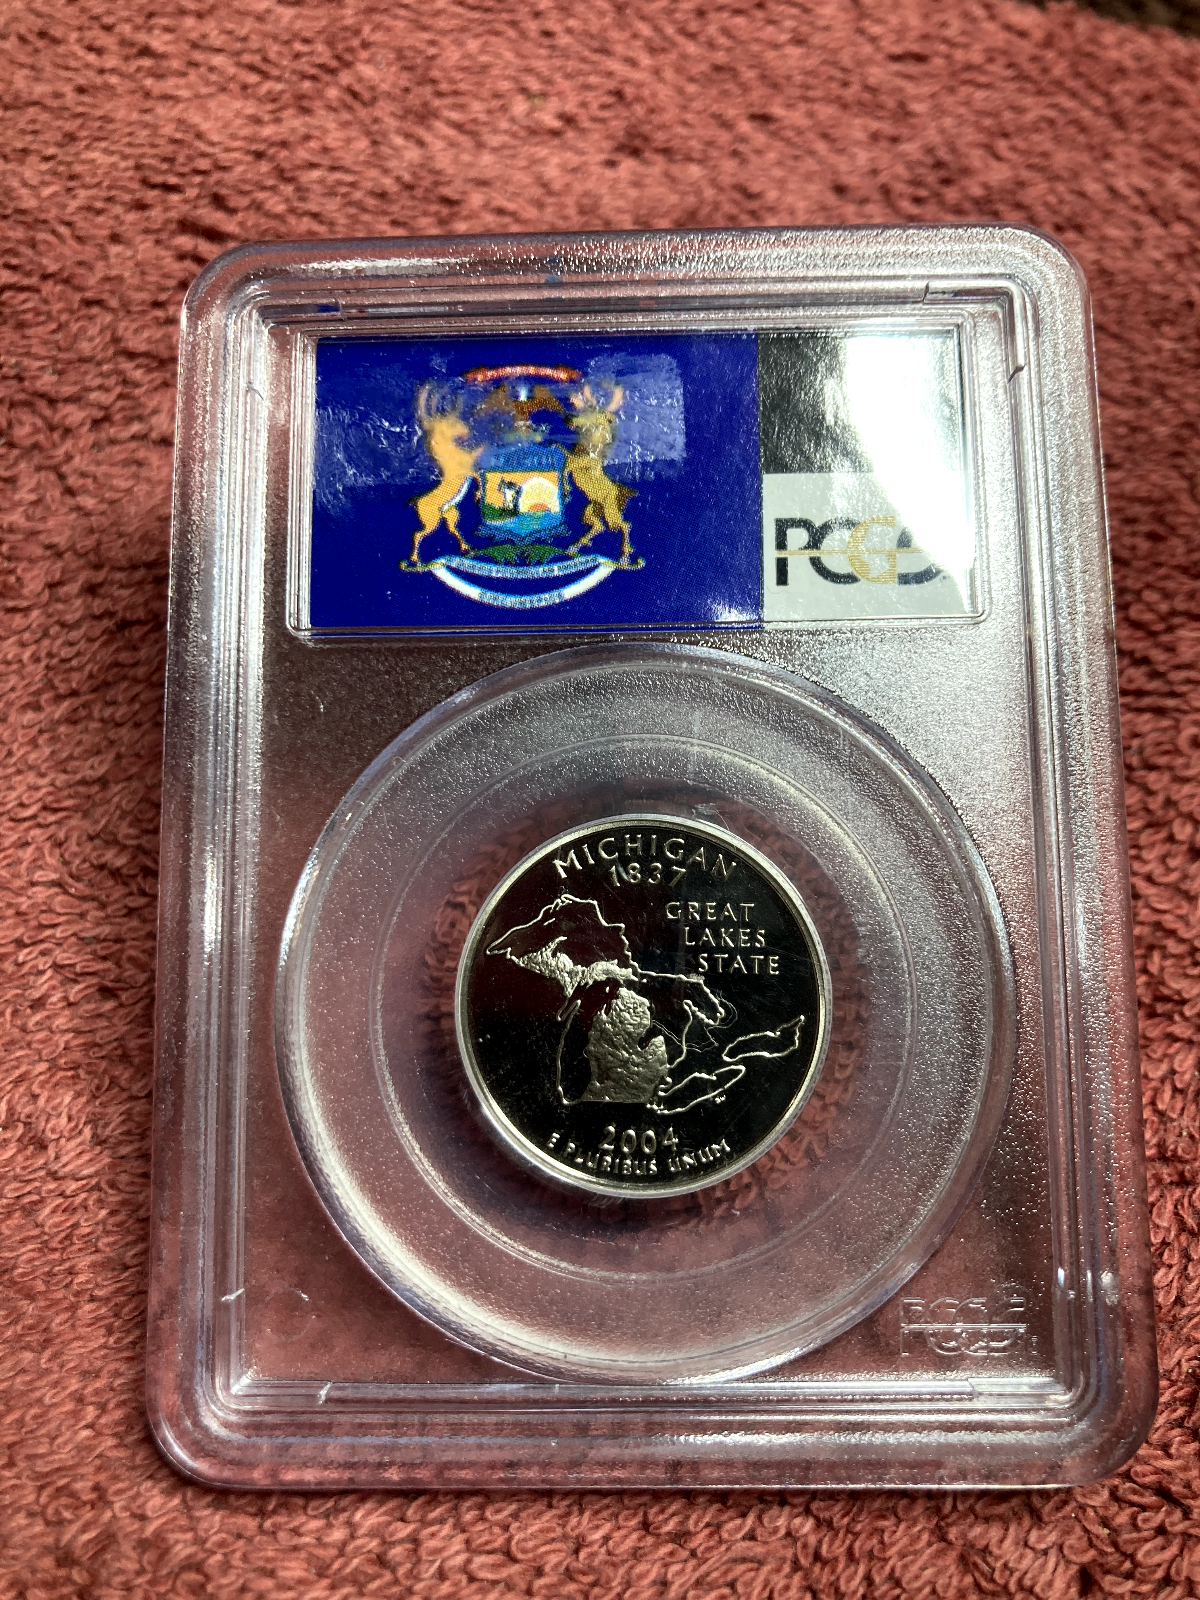 PCGS
MICHIGAN
1837
GREAT
LAKES
STATE
2004
E PLURIBUS UNUM
PCGS